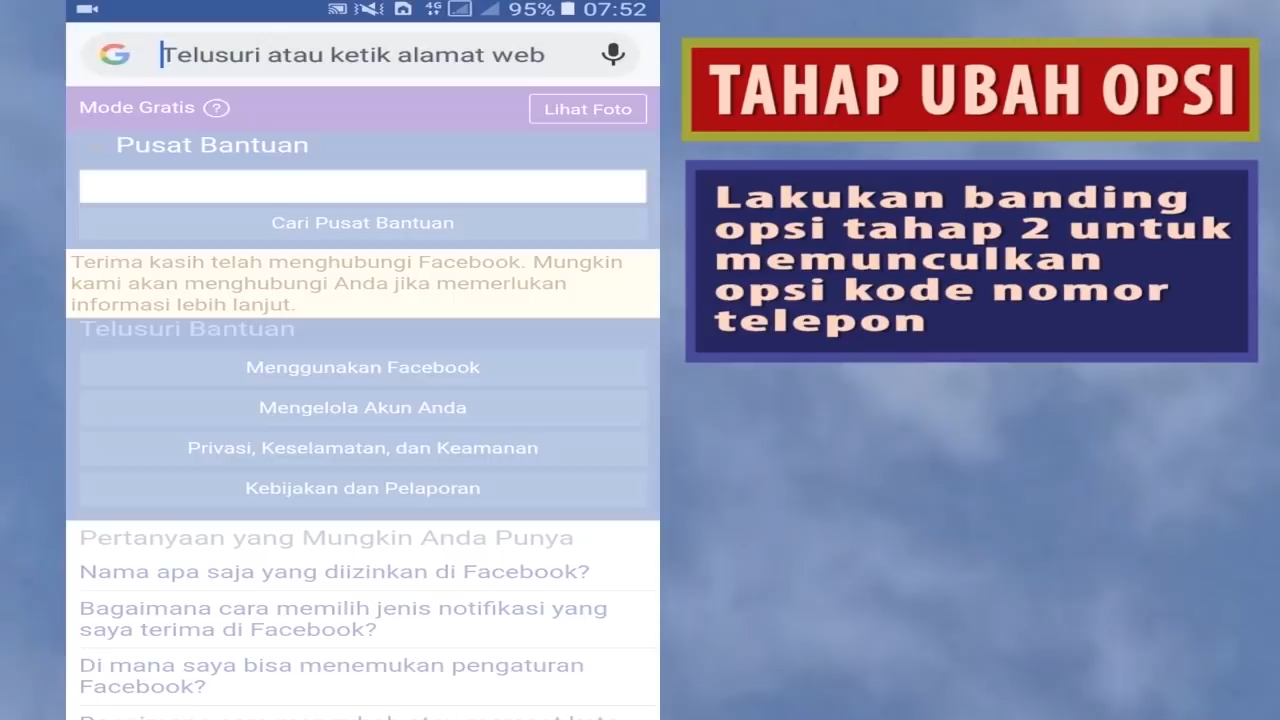 4G 95% 07:52
Telusuri atau ketik alamat web
Mode Gratis ? Lihat Foto
Pusat Bantuan
Cari Pusat Bantuan
Terima kasih telah menghubungi Facebook. Mungkin
kami akan menghubungi Anda jika memerlukan
informasi lebih lanjut.
Telusuri Bantuan
Menggunakan Facebook
Mengelola Akun Anda
Privasi, Keselamatan, dan Keamanan
Kebijakan dan Pelaporan
Pertanyaan yang Mungkin Anda Punya
Nama apa saja yang diizinkan di Facebook?
Bagaimana cara memilih jenis notifikasi yang
saya terima di Facebook?
Di mana saya bisa menemukan pengaturan
Facebook?
TAHAP UBAH OPSI
Lakukan banding
opsi tahap 2 untuk
memunculkan
opsi kode nomor
telepon